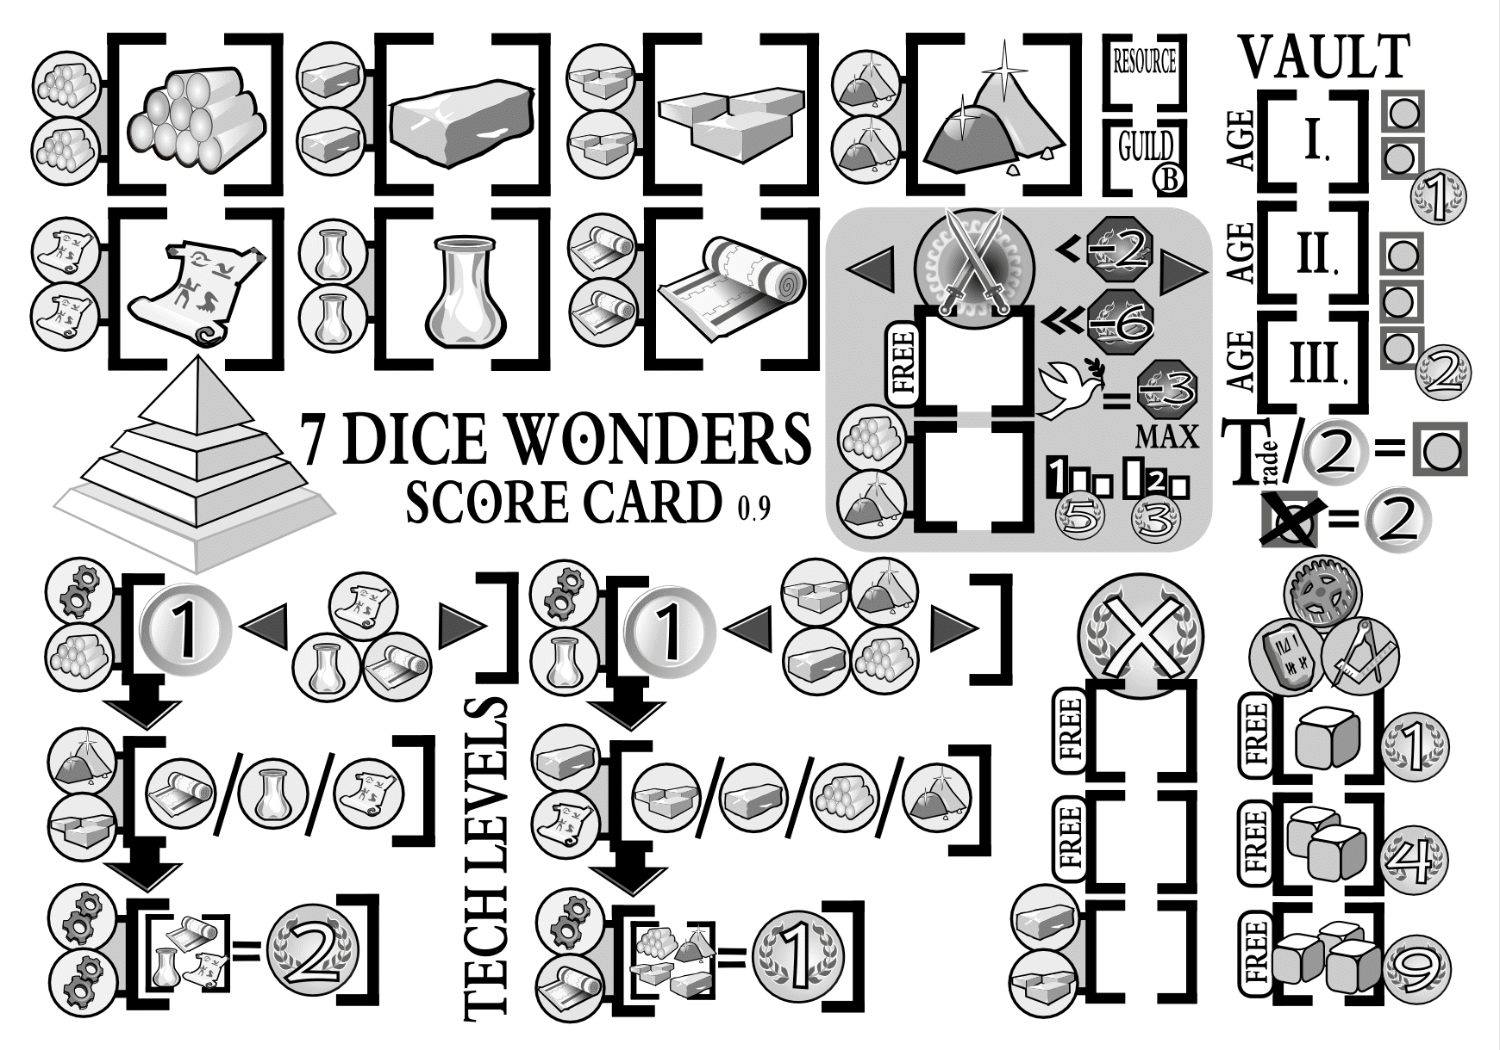 RESOURCE
GUILD
B
VAULT
AGE
I.
1
AGE
II.
AGE
III.
2
< -2
<< -6
FREE
= -3
MAX
1
2
5
3
Trade / 2 =
= 2
7 DICE WONDERS
SCORE CARD 0.9
1
1
TECH LEVELS
= 2
= 1
X
FREE
FREE
FREE
1
FREE
4
FREE
9